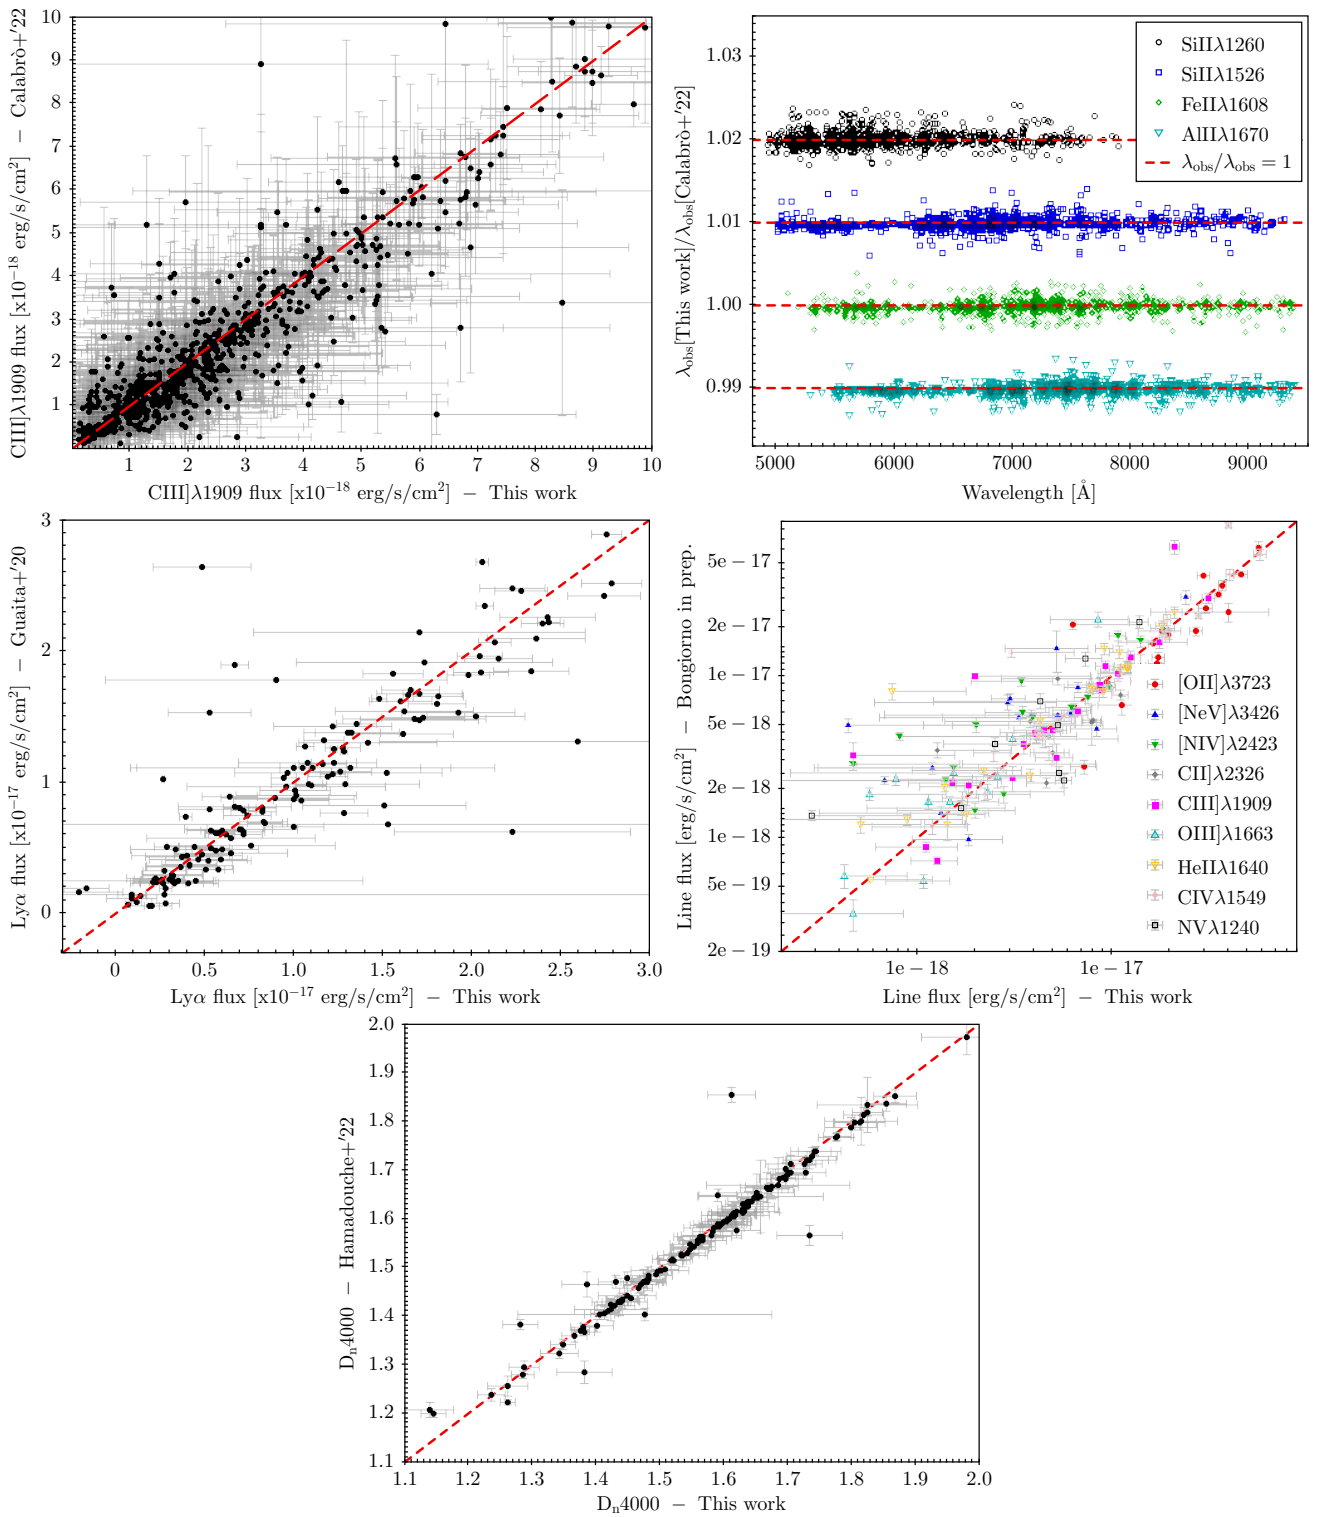 CIII]λ1909 flux [x10⁻¹⁸ erg/s/cm²] − Calabrò+′22
10
9
8
7
6
5
4
3
2
1
1 2 3 4 5 6 7 8 9 10
CIII]λ1909 flux [x10⁻¹⁸ erg/s/cm²] − This work
λobs[This work]/λobs[Calabrò+′22]
1.03
1.02
1.01
1.00
0.99
SiIIλ1260
SiIIλ1526
FeIIλ1608
AlIIλ1670
λobs/λobs = 1
5000 6000 7000 8000 9000
Wavelength [Å]
Lyα flux [x10⁻¹⁷ erg/s/cm²] − Guaita+′20
3
2
1
0
0 0.5 1.0 1.5 2.0 2.5 3.0
Lyα flux [x10⁻¹⁷ erg/s/cm²] − This work
Line flux [erg/s/cm²] − Bongiorno in prep.
5e − 17
2e − 17
1e − 17
5e − 18
2e − 18
1e − 18
5e − 19
2e − 19
[OII]λ3723
[NeV]λ3426
[NIV]λ2423
CII]λ2326
CIII]λ1909
OIII]λ1663
HeIIλ1640
CIVλ1549
NVλ1240
1e − 18 1e − 17
Line flux [erg/s/cm²] − This work
Dn4000 − Hamadouche+′22
2.0
1.9
1.8
1.7
1.6
1.5
1.4
1.3
1.2
1.1
1.1 1.2 1.3 1.4 1.5 1.6 1.7 1.8 1.9 2.0
Dn4000 − This work